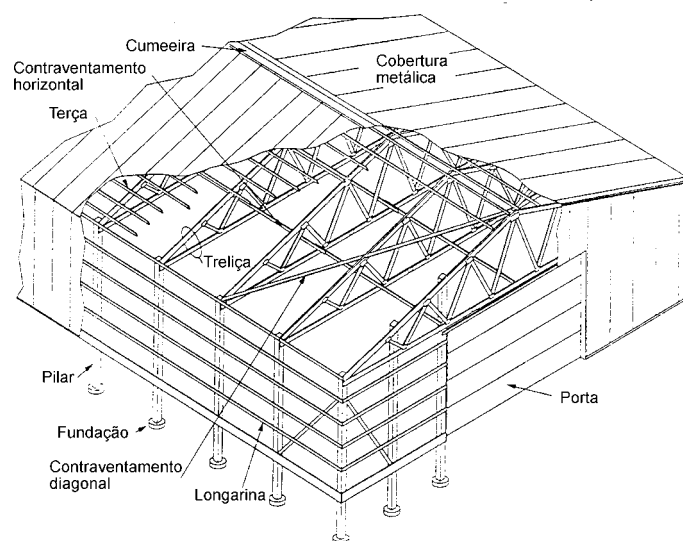 Cumeeira
Contraventamento
horizontal
Cobertura
metálica
Terça
Treliça
Pilar
Porta
Fundação
Contraventamento
diagonal
Longarina